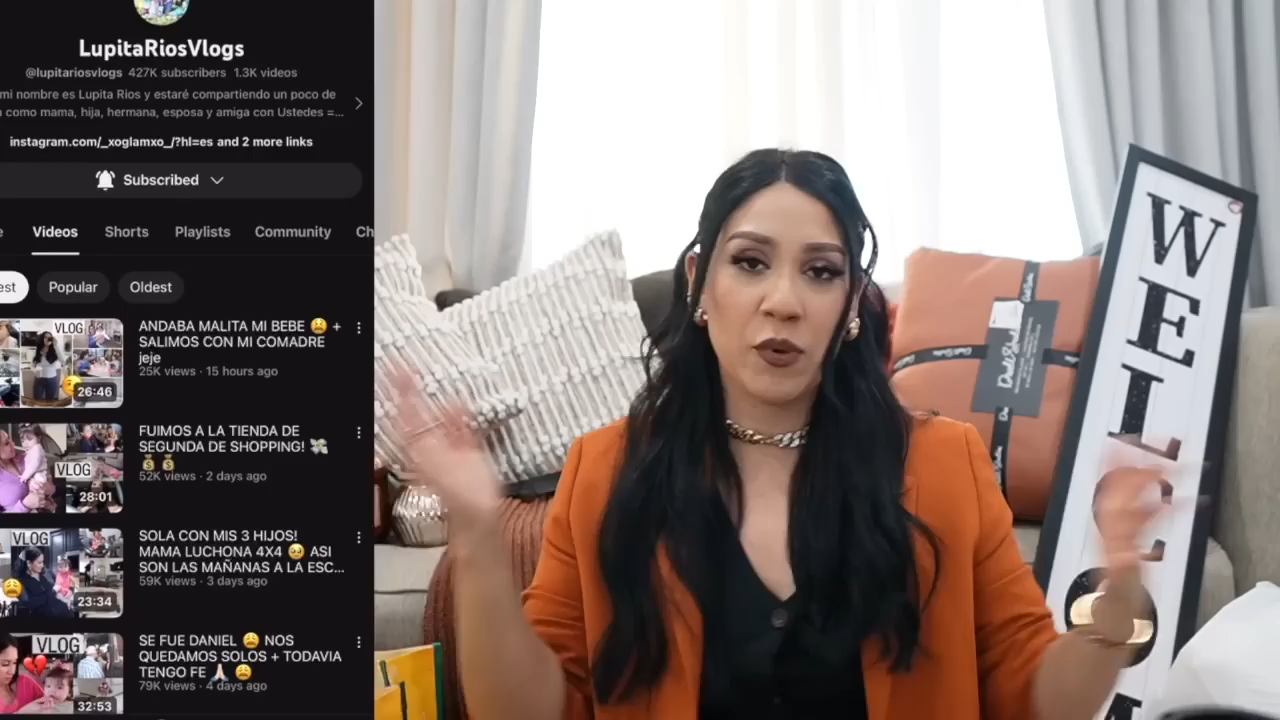 LupitaRiosVlogs
@lupitariosvlogs 427K subscribers 1.3K videos
mi nombre es Lupita Rios y estaré compartiendo un poco de
como mama, hija, hermana, esposa y amiga con Ustedes =...
instagram.com/_xoglamxo_/?hl=es and 2 more links
Subscribed
Videos Shorts Playlists Community Ch
est Popular Oldest
VLOG
26:46
ANDABA MALITA MI BEBE 😫 +
SALIMOS CON MI COMADRE
jeje
25K views · 15 hours ago
VLOG
28:01
FUIMOS A LA TIENDA DE
SEGUNDA DE SHOPPING! 💸
💰💰
52K views · 2 days ago
VLOG
23:34
SOLA CON MIS 3 HIJOS!
MAMA LUCHONA 4X4 🥹 ASI
SON LAS MAÑANAS A LA ESC...
59K views · 3 days ago
VLOG
32:53
SE FUE DANIEL 😩 NOS
QUEDAMOS SOLOS + TODAVIA
TENGO FE 🙏🏻 😩
79K views · 4 days ago
WELCOM